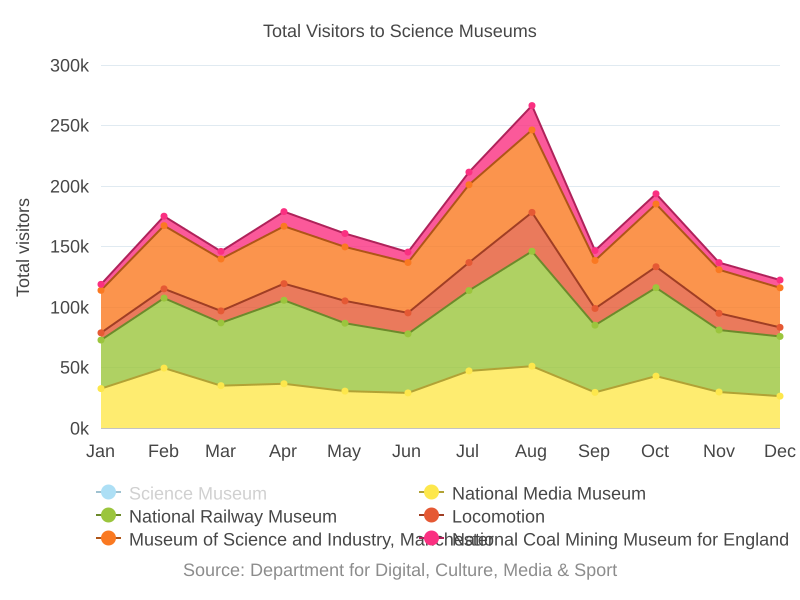 Total Visitors to Science Museums
Total visitors
300k
250k
200k
150k
100k
50k
0k
Jan Feb Mar Apr May Jun Jul Aug Sep Oct Nov Dec
Science Museum
National Media Museum
National Railway Museum
Locomotion
Museum of Science and Industry, Manchester
National Coal Mining Museum for England
Source: Department for Digital, Culture, Media & Sport